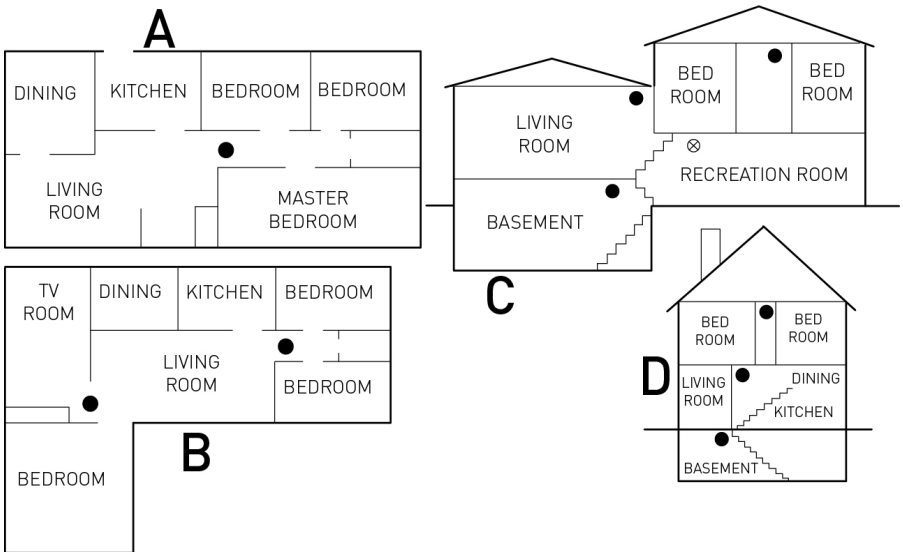 A
DINING
KITCHEN
BEDROOM
BEDROOM
LIVING
ROOM
MASTER
BEDROOM
TV
ROOM
DINING
KITCHEN
BEDROOM
LIVING
ROOM
BEDROOM
B
BEDROOM
BED
ROOM
BED
ROOM
LIVING
ROOM
RECREATION ROOM
BASEMENT
C
BED
ROOM
BED
ROOM
D
LIVING
ROOM
DINING
KITCHEN
BASEMENT